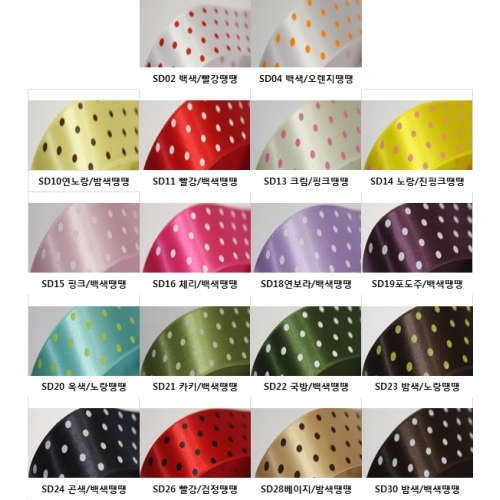 SD02 백색/빨강땡땡
SD04 백색/오렌지땡땡
SD10연노랑/밤색땡땡
SD11 빨강/백색땡땡
SD13 크림/핑크땡땡
SD14 노랑/진핑크땡땡
SD15 핑크/백색땡땡
SD16 체리/백색땡땡
SD18연보라/백색땡땡
SD19포도주/백색땡땡
SD20 옥색/노랑땡땡
SD21 카키/백색땡땡
SD22 국방/백색땡땡
SD23 밤색/노랑땡땡
SD24 곤색/백색땡땡
SD26 빨강/검정땡땡
SD28베이지/밤색땡땡
SD30 밤색/백색땡땡